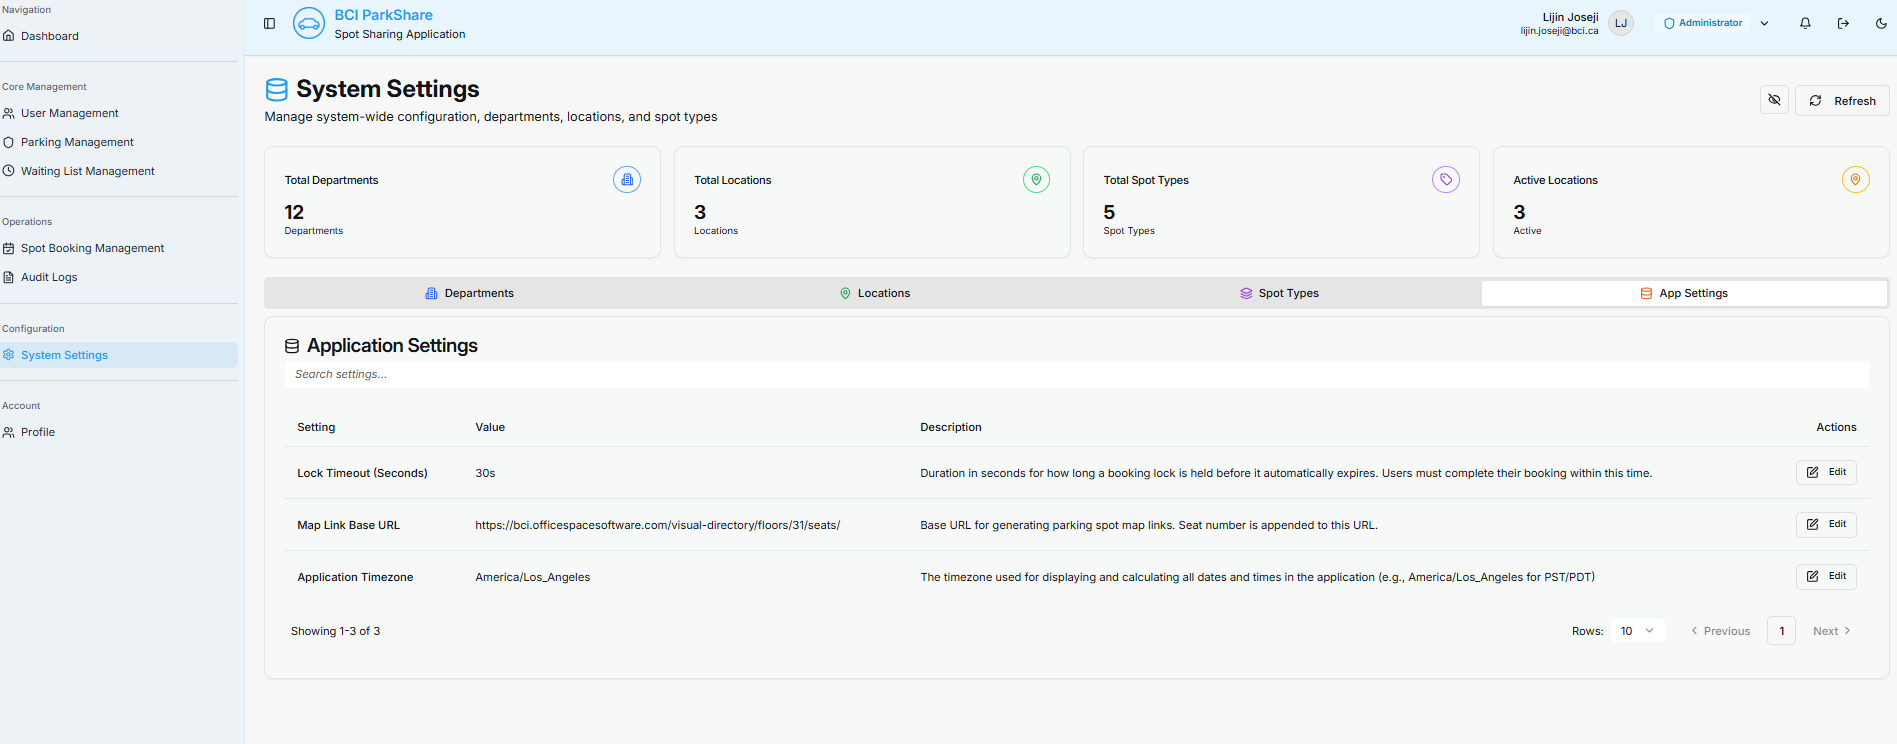 Navigation
Dashboard
Core Management
User Management
Parking Management
Waiting List Management
Operations
Spot Booking Management
Audit Logs
Configuration
System Settings
Account
Profile
BCI ParkShare
Spot Sharing Application
Lijin Joseji
lijin.joseji@bci.ca
LJ
Administrator
System Settings
Manage system-wide configuration, departments, locations, and spot types
Refresh
Total Departments
12
Departments
Total Locations
3
Locations
Total Spot Types
5
Spot Types
Active Locations
3
Active
Departments
Locations
Spot Types
App Settings
Application Settings
Search settings...
Setting Value Description Actions
Lock Timeout (Seconds) 30s Duration in seconds for how long a booking lock is held before it automatically expires. Users must complete their booking within this time. Edit
Map Link Base URL https://bci.officespacesoftware.com/visual-directory/floors/31/seats/ Base URL for generating parking spot map links. Seat number is appended to this URL. Edit
Application Timezone America/Los_Angeles The timezone used for displaying and calculating all dates and times in the application (e.g., America/Los_Angeles for PST/PDT) Edit
Showing 1-3 of 3 Rows: 10 Previous 1 Next